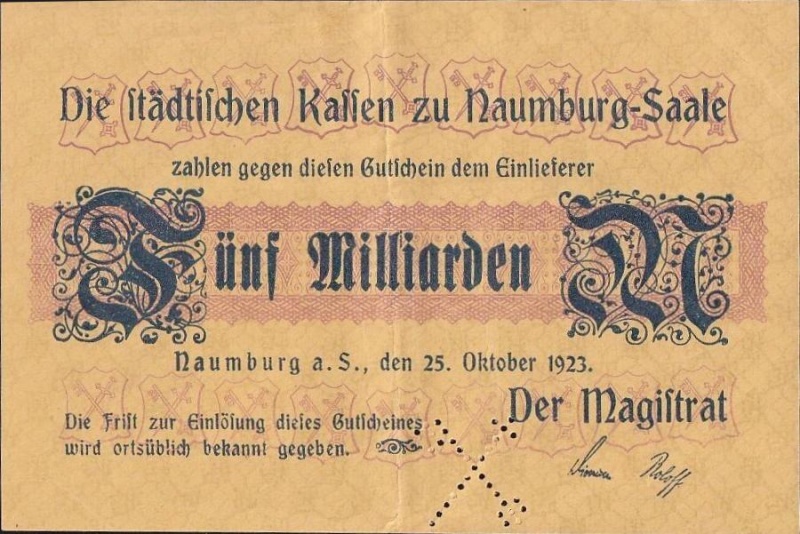 Die ſtädtiſchen Kaſſen zu Naumburg-Saale
zahlen gegen dieſen Gutſchein dem Einlieferer
Fünf Milliarden M
Naumburg a. S., den 25. Oktober 1923.
Der Magiſtrat
Die Friſt zur Einlöſung dieſes Gutſcheines
wird ortsüblich bekannt gegeben.
Roloff